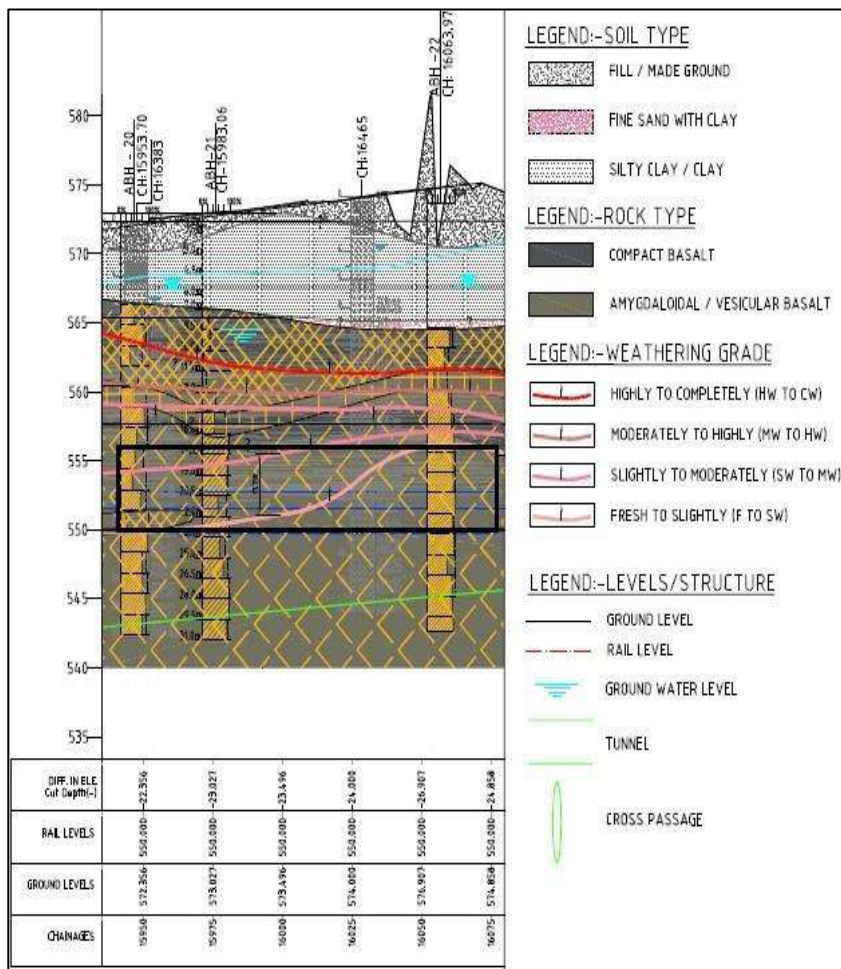 ABH - 20
CH:15953.70
CH:16383
ABH-21
CH- 15983.06
CH:16465
ABH -22
CH: 16063.97
580
575
570
565
560
555
550
545
540
535
0% 100%
0% 100%
DIFF. IN ELE.
Cut Depth(-)
-22.356
-23.027
-23.496
-24.000
-26.907
-24.858
RAIL LEVELS
550.000
550.000
550.000
550.000
550.000
550.000
GROUND LEVELS
572.356
573.027
573.496
574.000
576.907
574.858
CHAINAGES
15950
15975
16000
16025
16050
16075
LEGEND:-SOIL TYPE
FILL / MADE GROUND
FINE SAND WITH CLAY
SILTY CLAY / CLAY
LEGEND:-ROCK TYPE
COMPACT BASALT
AMYGDALOIDAL / VESICULAR BASALT
LEGEND:-WEATHERING GRADE
HIGHLY TO COMPLETELY (HW TO CW)
MODERATELY TO HIGHLY (MW TO HW)
SLIGHTLY TO MODERATELY (SW TO MW)
FRESH TO SLIGHTLY (F TO SW)
LEGEND:-LEVELS/STRUCTURE
GROUND LEVEL
RAIL LEVEL
GROUND WATER LEVEL
TUNNEL
CROSS PASSAGE